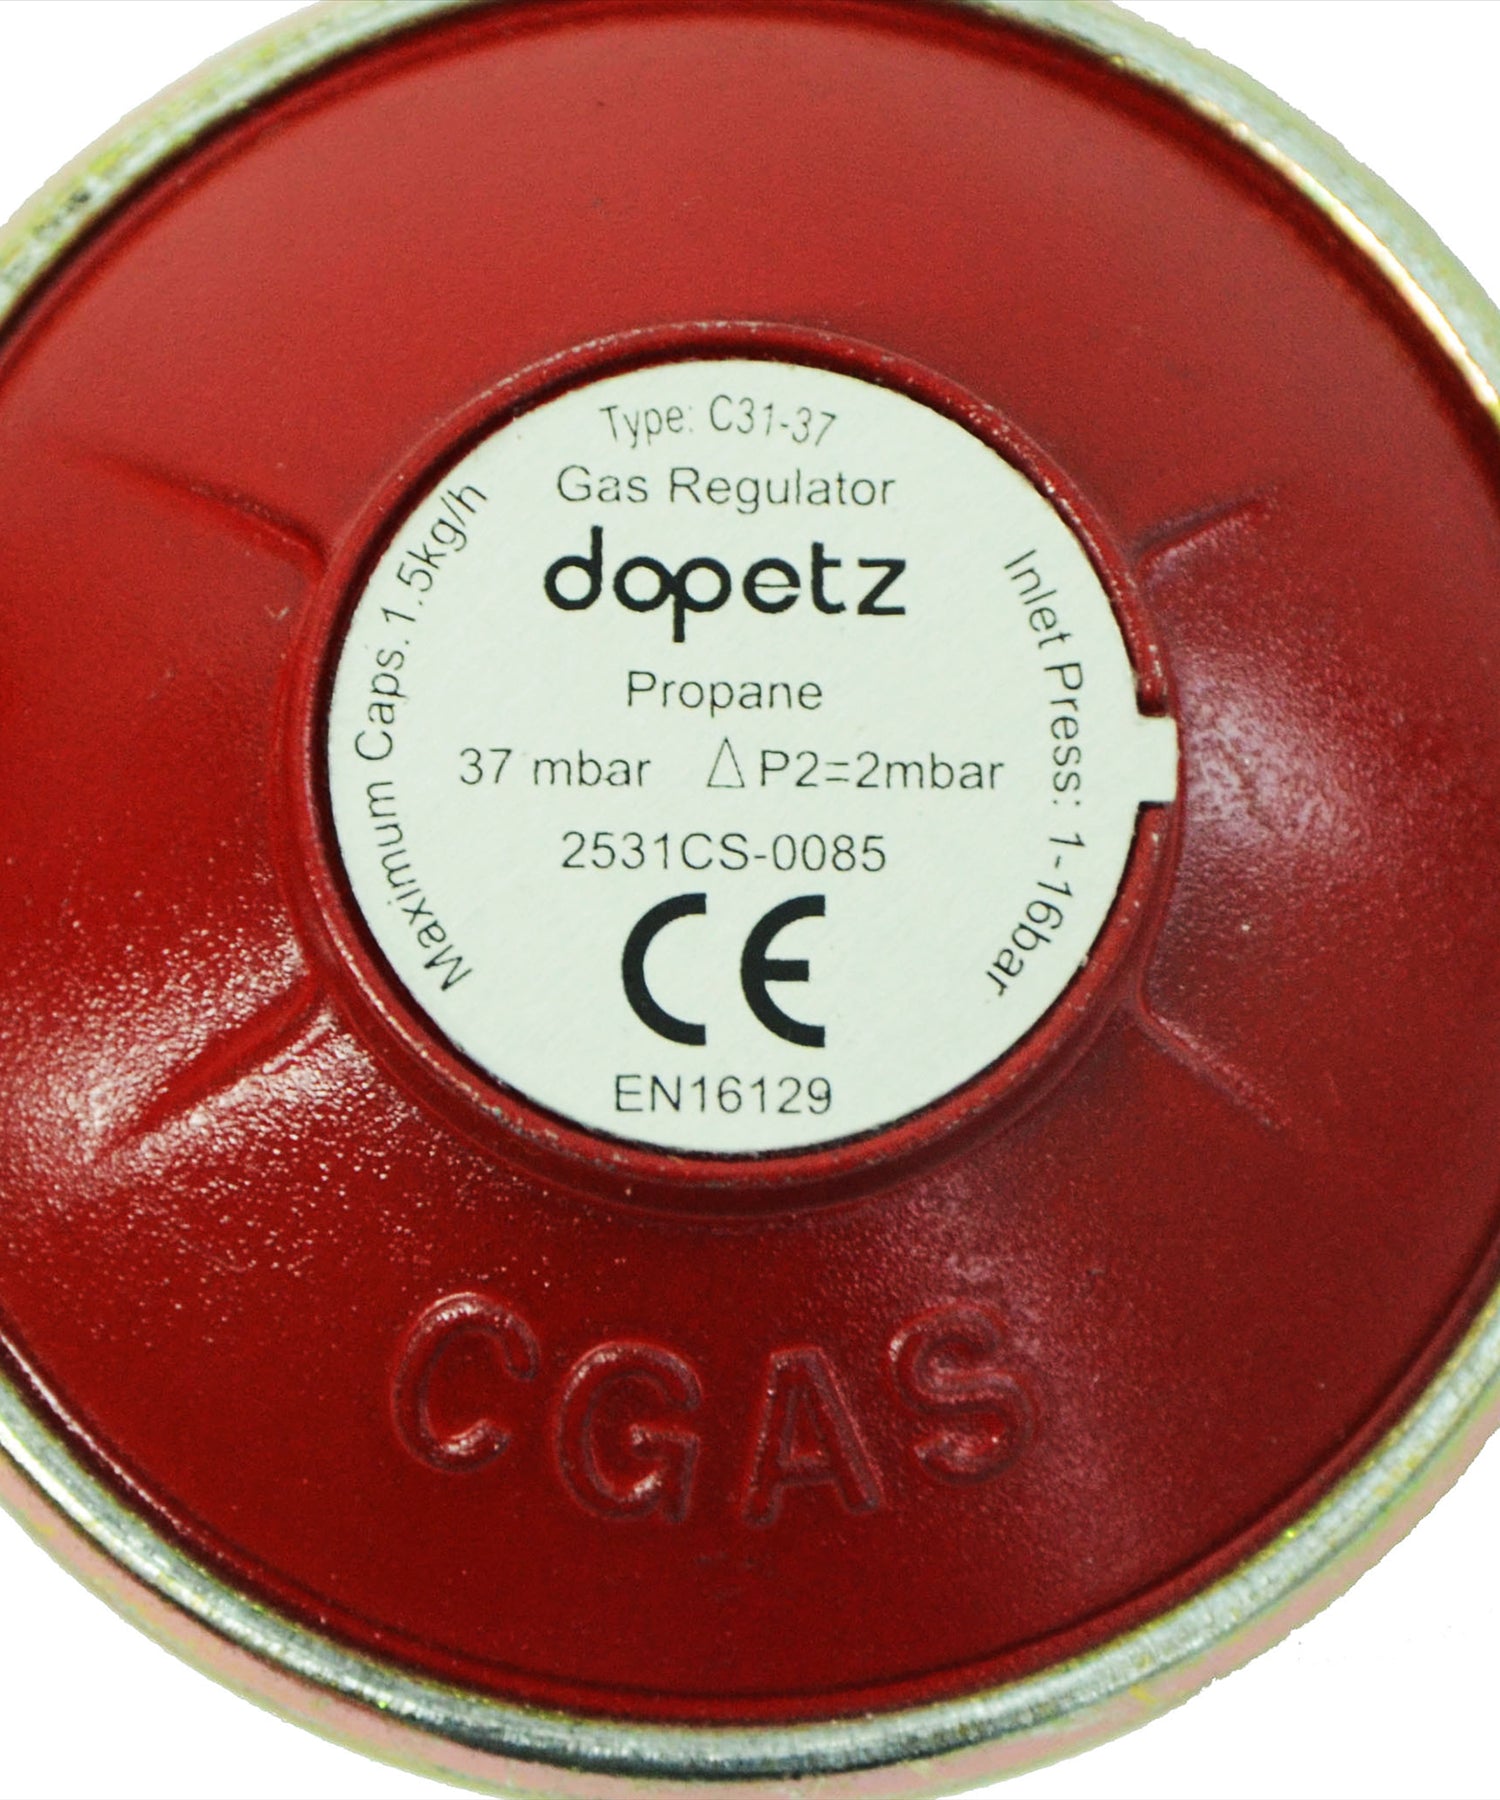 Type: C31-37
Gas Regulator
dopetz
Propane
37 mbar △ P2=2mbar
2531CS-0085
CE
EN16129
Maximum Caps. 1.5kg/h
Inlet Press: 1-16bar
CGAS